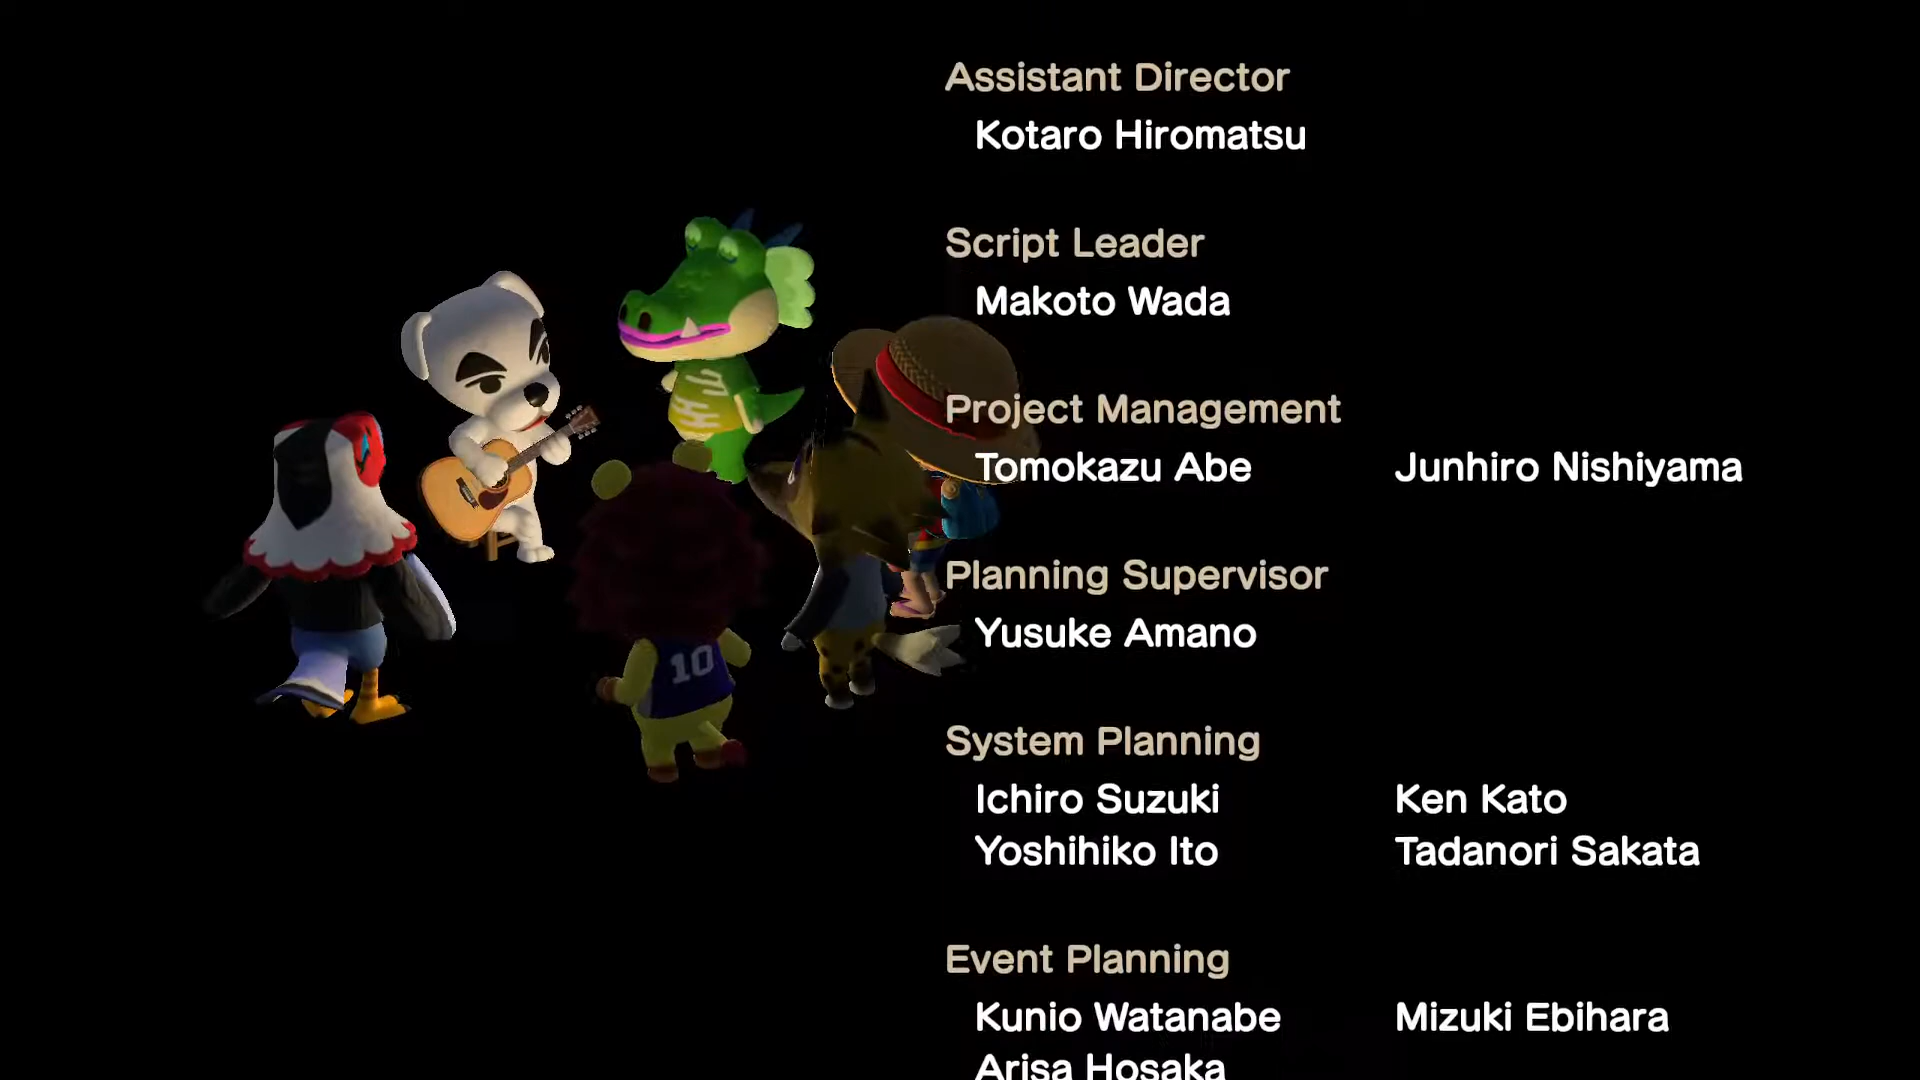 Assistant Director
Kotaro Hiromatsu
Script Leader
Makoto Wada
Project Management
Tomokazu Abe Junhiro Nishiyama
Planning Supervisor
Yusuke Amano
System Planning
Ichiro Suzuki Ken Kato
Yoshihiko Ito Tadanori Sakata
Event Planning
Kunio Watanabe Mizuki Ebihara
Arisa Hosaka
10